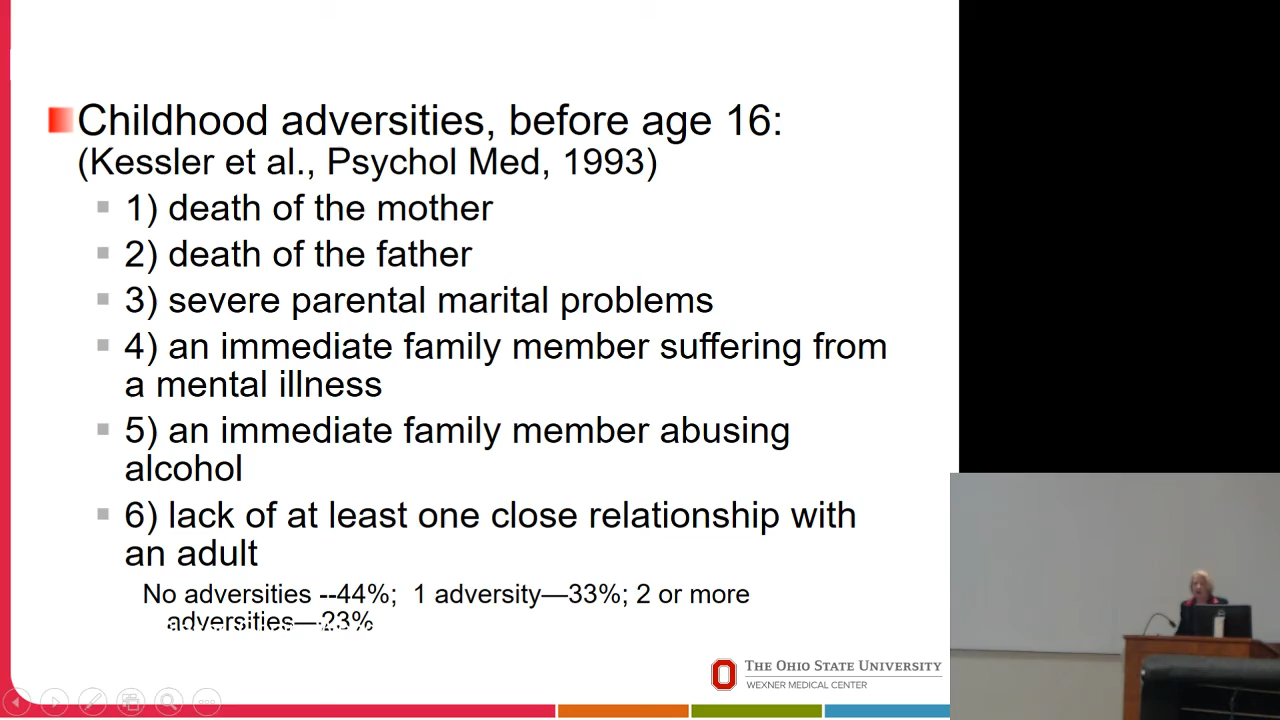 Childhood adversities, before age 16:
(Kessler et al., Psychol Med, 1993)
1) death of the mother
2) death of the father
3) severe parental marital problems
4) an immediate family member suffering from
a mental illness
5) an immediate family member abusing
alcohol
6) lack of at least one close relationship with
an adult
No adversities --44%;  1 adversity—33%; 2 or more
adversities—23%
THE OHIO STATE UNIVERSITY
WEXNER MEDICAL CENTER